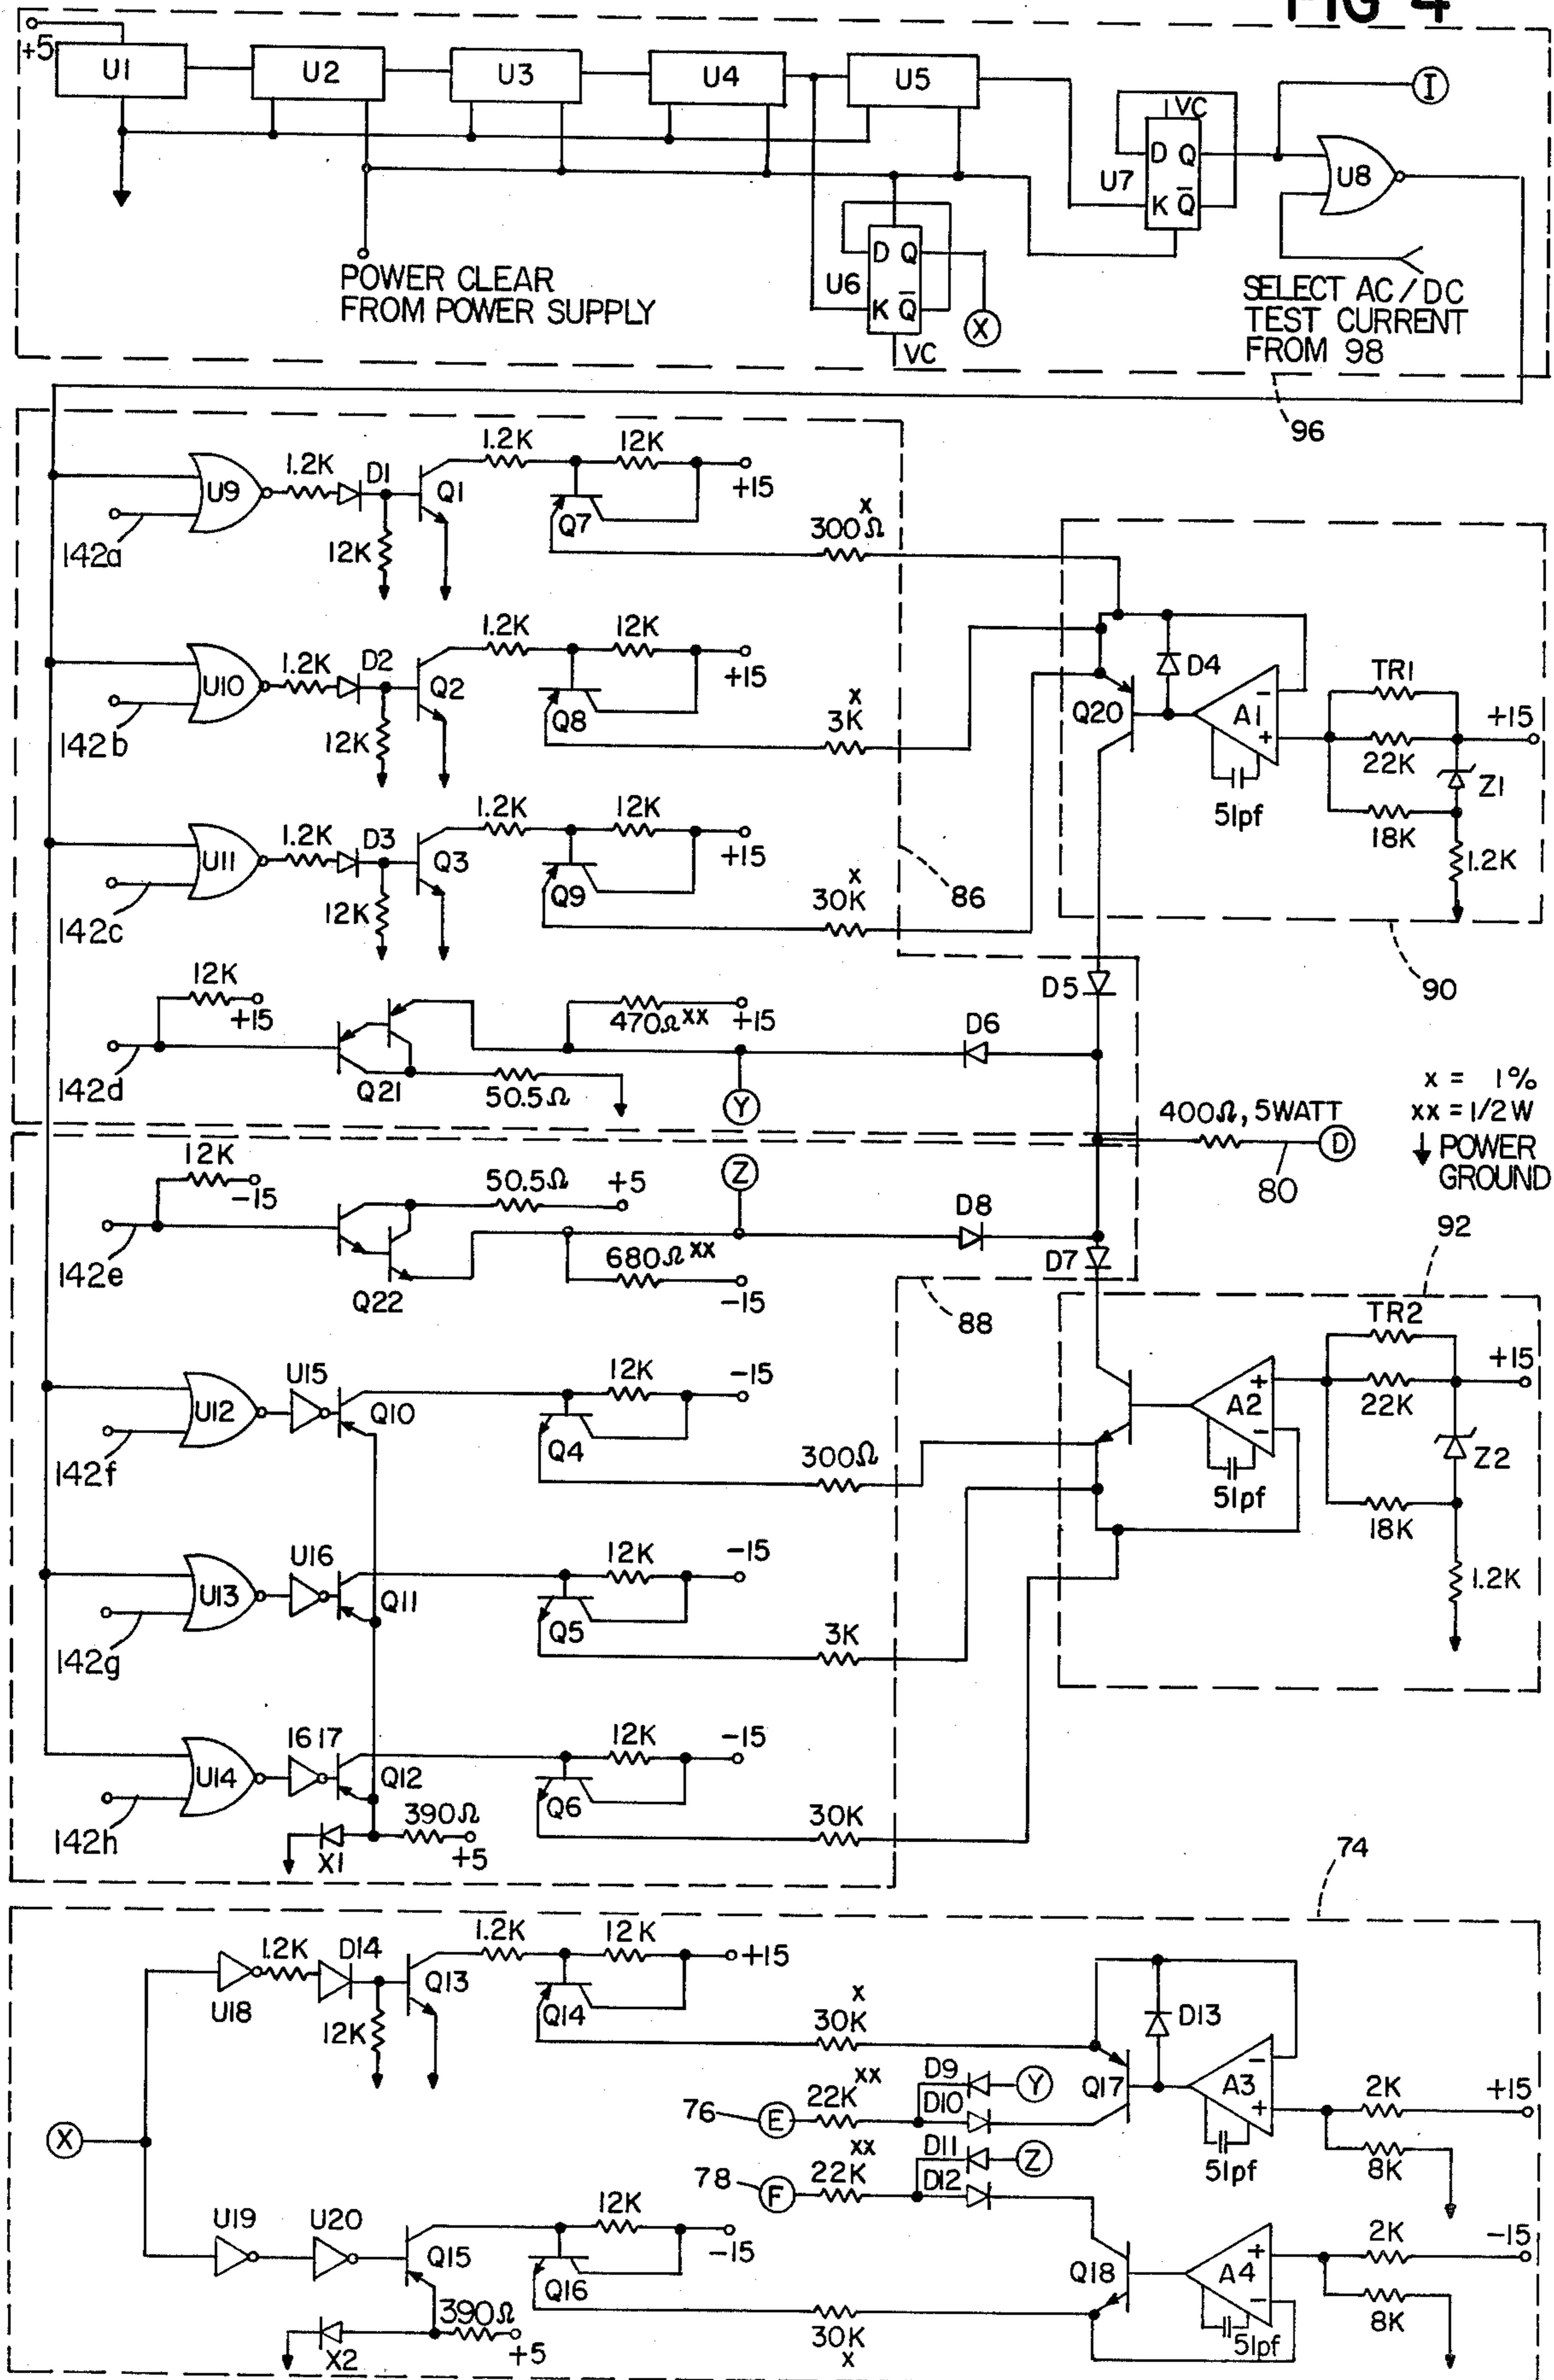 FIG 4
+5
U1
U2
U3
U4
U5
I
VC
D Q
U7
K Q̅
U8
D Q
U6
K Q̅
X
VC
POWER CLEAR
FROM POWER SUPPLY
SELECT AC/DC
TEST CURRENT
FROM 98
96
U9
1.2K
D1
Q1
1.2K
12K
+15
Q7
x
300Ω
12K
142a
U10
1.2K
D2
Q2
1.2K
12K
+15
Q8
x
3K
12K
142b
Q20
D4
A1
- +
51pf
TR1
22K
+15
Z1
18K
1.2K
U11
1.2K
D3
Q3
1.2K
12K
+15
Q9
x
30K
12K
142c
86
90
12K
+15
142d
Q21
50.5Ω
470Ω xx
+15
Y
D6
D5
400Ω, 5WATT
D
80
x = 1%
xx = 1/2W
POWER
GROUND
12K
-15
142e
Q22
50.5Ω
+5
Z
680Ω xx
-15
D8
D7
88
92
U12
U15
Q10
142f
12K
-15
Q4
300Ω
A2
+ -
51pf
TR2
22K
+15
Z2
18K
1.2K
U13
U16
Q11
142g
12K
-15
Q5
3K
U14
1617
Q12
142h
12K
-15
Q6
30K
390Ω
+5
X1
74
X
U18
1.2K
D14
Q13
12K
1.2K
12K
+15
Q14
x
30K
D13
Q17
A3
- +
51pf
2K
+15
8K
76
E
22K xx
D9
Y
D10
78
F
22K xx
D11
Z
D12
U19
U20
Q15
12K
-15
Q16
390Ω
+5
X2
30K
x
Q18
A4
+ -
51pf
2K
-15
8K